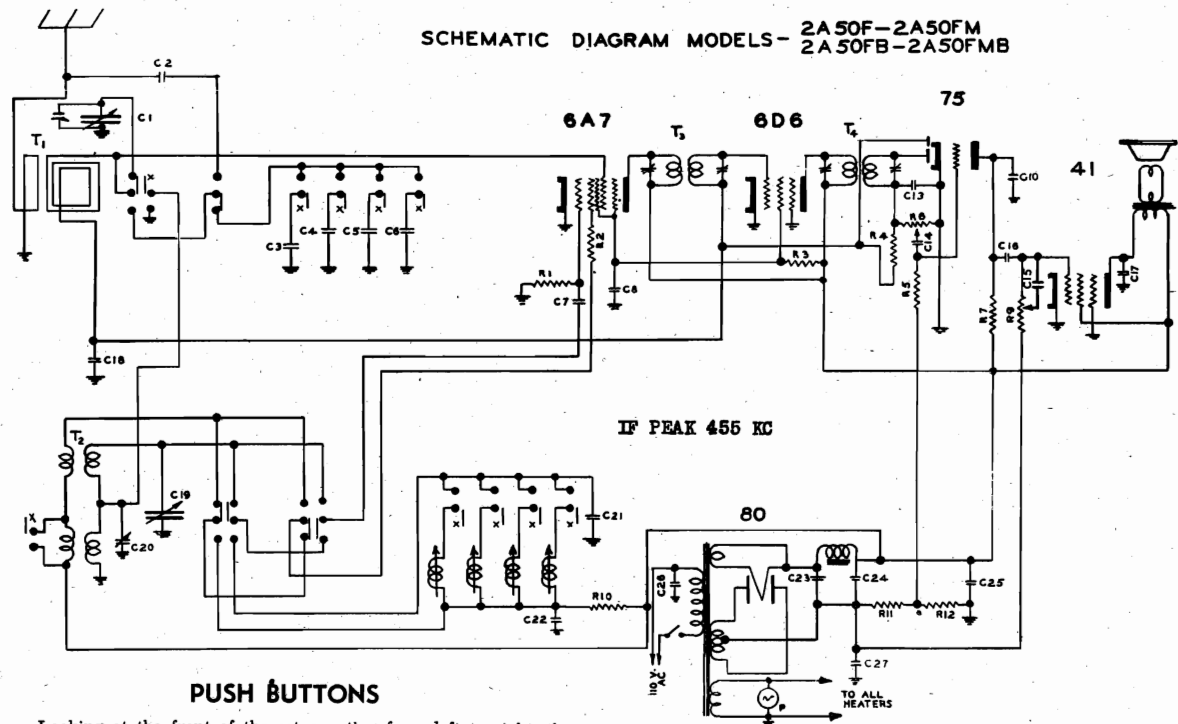 SCHEMATIC DIAGRAM MODELS- 2A50F-2A50FM
2A50FB-2A50FMB
C2
75
C1
6A7
T3
6D6
T4
41
T1
X
C10
C13
R6
C14
R2
R4
C3
C4
C5
C6
X
X
X
X
R3
C16
C15
C17
R1
C7
C8
R5
R7
R9
C18
IF PEAK 455 KC
T2
C19
X
C20
X
X
X
X
C21
80
C26
C23
C24
C25
R10
R11
R12
C22
C27
110 V.
AC
P
TO ALL
HEATERS
PUSH BUTTONS